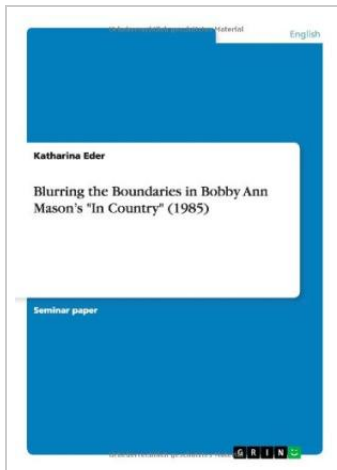 English
Katharina Eder
Blurring the Boundaries in Bobby Ann
Mason's "In Country" (1985)
Seminar paper
GRIN